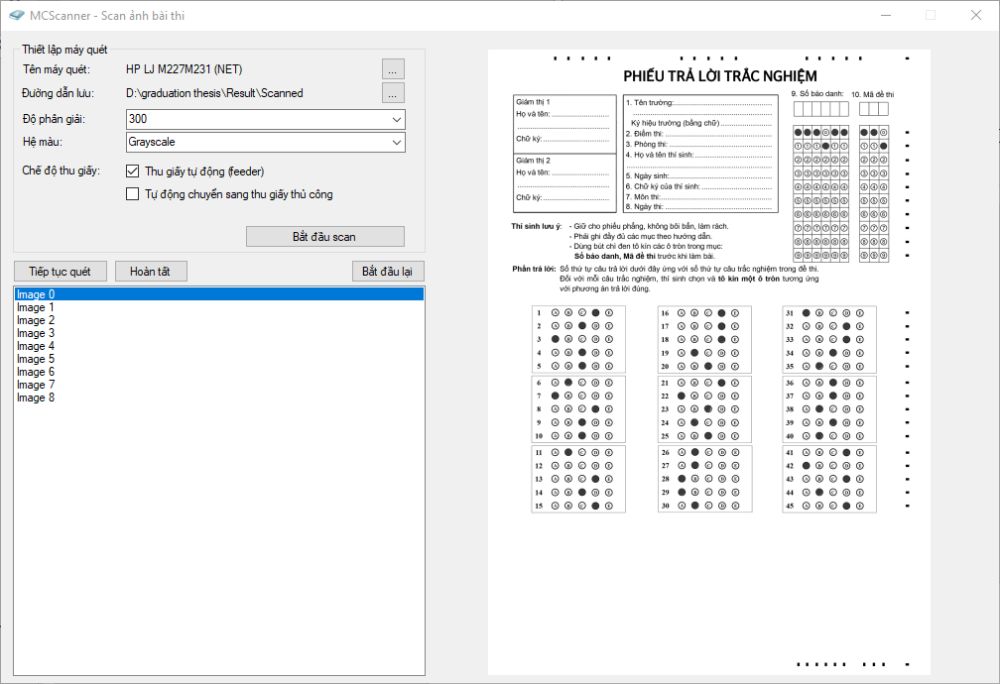 MCScanner - Scan ảnh bài thi
Thiết lập máy quét
Tên máy quét: HP LJ M227M231 (NET) ...
Đường dẫn lưu: D:\graduation thesis\Result\Scanned ...
Độ phân giải: 300
Hệ màu: Grayscale
Chế độ thu giấy: Thu giấy tự động (feeder)
Tự động chuyển sang thu giấy thủ công
Bắt đầu scan
Tiếp tục quét Hoàn tất Bắt đầu lại
Image 0
Image 1
Image 2
Image 3
Image 4
Image 5
Image 6
Image 7
Image 8
PHIẾU TRẢ LỜI TRẮC NGHIỆM
Giám thị 1
Họ và tên:
Chữ ký:
Giám thị 2
Họ và tên:
Chữ ký:
1. Tên trường:
Ký hiệu trường (bằng chữ)
2. Điểm thi:
3. Phòng thi:
4. Họ và tên thí sinh:
5. Ngày sinh:
6. Chữ ký của thí sinh:
7. Môn thi:
8. Ngày thi:
9. Số báo danh: 10. Mã đề thi
Thí sinh lưu ý: - Giữ cho phiếu phẳng, không bôi bẩn, làm rách.
- Phải ghi đầy đủ các mục theo hướng dẫn.
- Dùng bút chì đen tô kín các ô tròn trong mục:
Số báo danh, Mã đề thi trước khi làm bài.
Phần trả lời: Số thứ tự câu trả lời dưới đây ứng với số thứ tự câu trắc nghiệm trong đề thi.
Đối với mỗi câu trắc nghiệm, thí sinh chọn và tô kín một ô tròn tương ứng
với phương án trả lời đúng.
1 A B C E
2 A B D E
3 B C D E
4 A B D E
5 A B D E
6 A C D E
7 B C D E
8 A B C E
9 A B D E
10 A B D E
11 A C D E
12 A B D E
13 A B C E
14 A B D E
15 A B C E
16 A B C E
17 A B C E
18 A B C E
19 A C D E
20 A B D E
21 A B C E
22 B C D E
23 A B D E
24 A C D E
25 A B D E
26 A C D E
27 A C D E
28 B C D E
29 B C D E
30 A C D E
31 B C D E
32 A B C E
33 A B C E
34 A B D E
35 A C D E
36 A B D E
37 A B D E
38 A C D E
39 A B D E
40 A C D E
41 A B C E
42 B C D E
43 A B C E
44 A C D E
45 A B C E